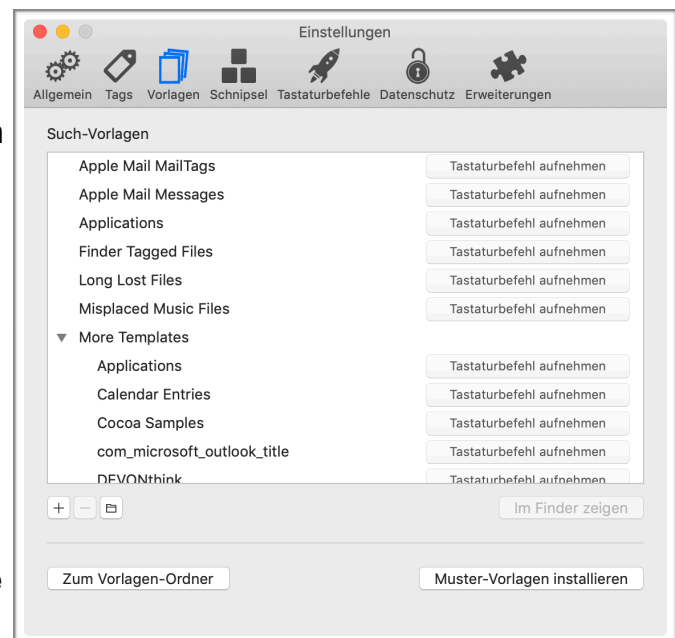 Einstellungen
Allgemein Tags Vorlagen Schnipsel Tastaturbefehle Datenschutz Erweiterungen
Such-Vorlagen
Apple Mail MailTags Tastaturbefehl aufnehmen
Apple Mail Messages Tastaturbefehl aufnehmen
Applications Tastaturbefehl aufnehmen
Finder Tagged Files Tastaturbefehl aufnehmen
Long Lost Files Tastaturbefehl aufnehmen
Misplaced Music Files Tastaturbefehl aufnehmen
More Templates
Applications Tastaturbefehl aufnehmen
Calendar Entries Tastaturbefehl aufnehmen
Cocoa Samples Tastaturbefehl aufnehmen
com_microsoft_outlook_title Tastaturbefehl aufnehmen
DEVONthink Tastaturbefehl aufnehmen
Im Finder zeigen
Zum Vorlagen-Ordner Muster-Vorlagen installieren